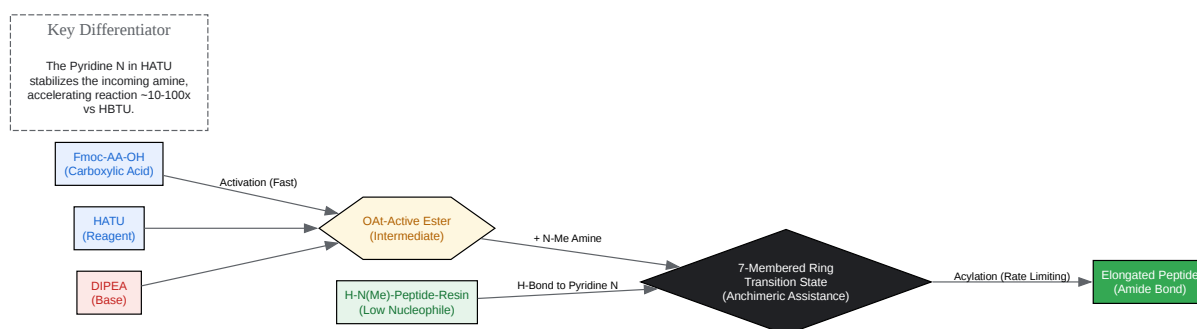 Key Differentiator
The Pyridine N in HATU
stabilizes the incoming amine,
accelerating reaction ~10-100x
vs HBTU.
Fmoc-AA-OH
(Carboxylic Acid)
Activation (Fast)
HATU
(Reagent)
OAt-Active Ester
(Intermediate)
DIPEA
(Base)
+ N-Me Amine
H-N(Me)-Peptide-Resin
(Low Nucleophile)
H-Bond to Pyridine N
7-Membered Ring
Transition State
(Anchimeric Assistance)
Acylation (Rate Limiting)
Elongated Peptide
(Amide Bond)